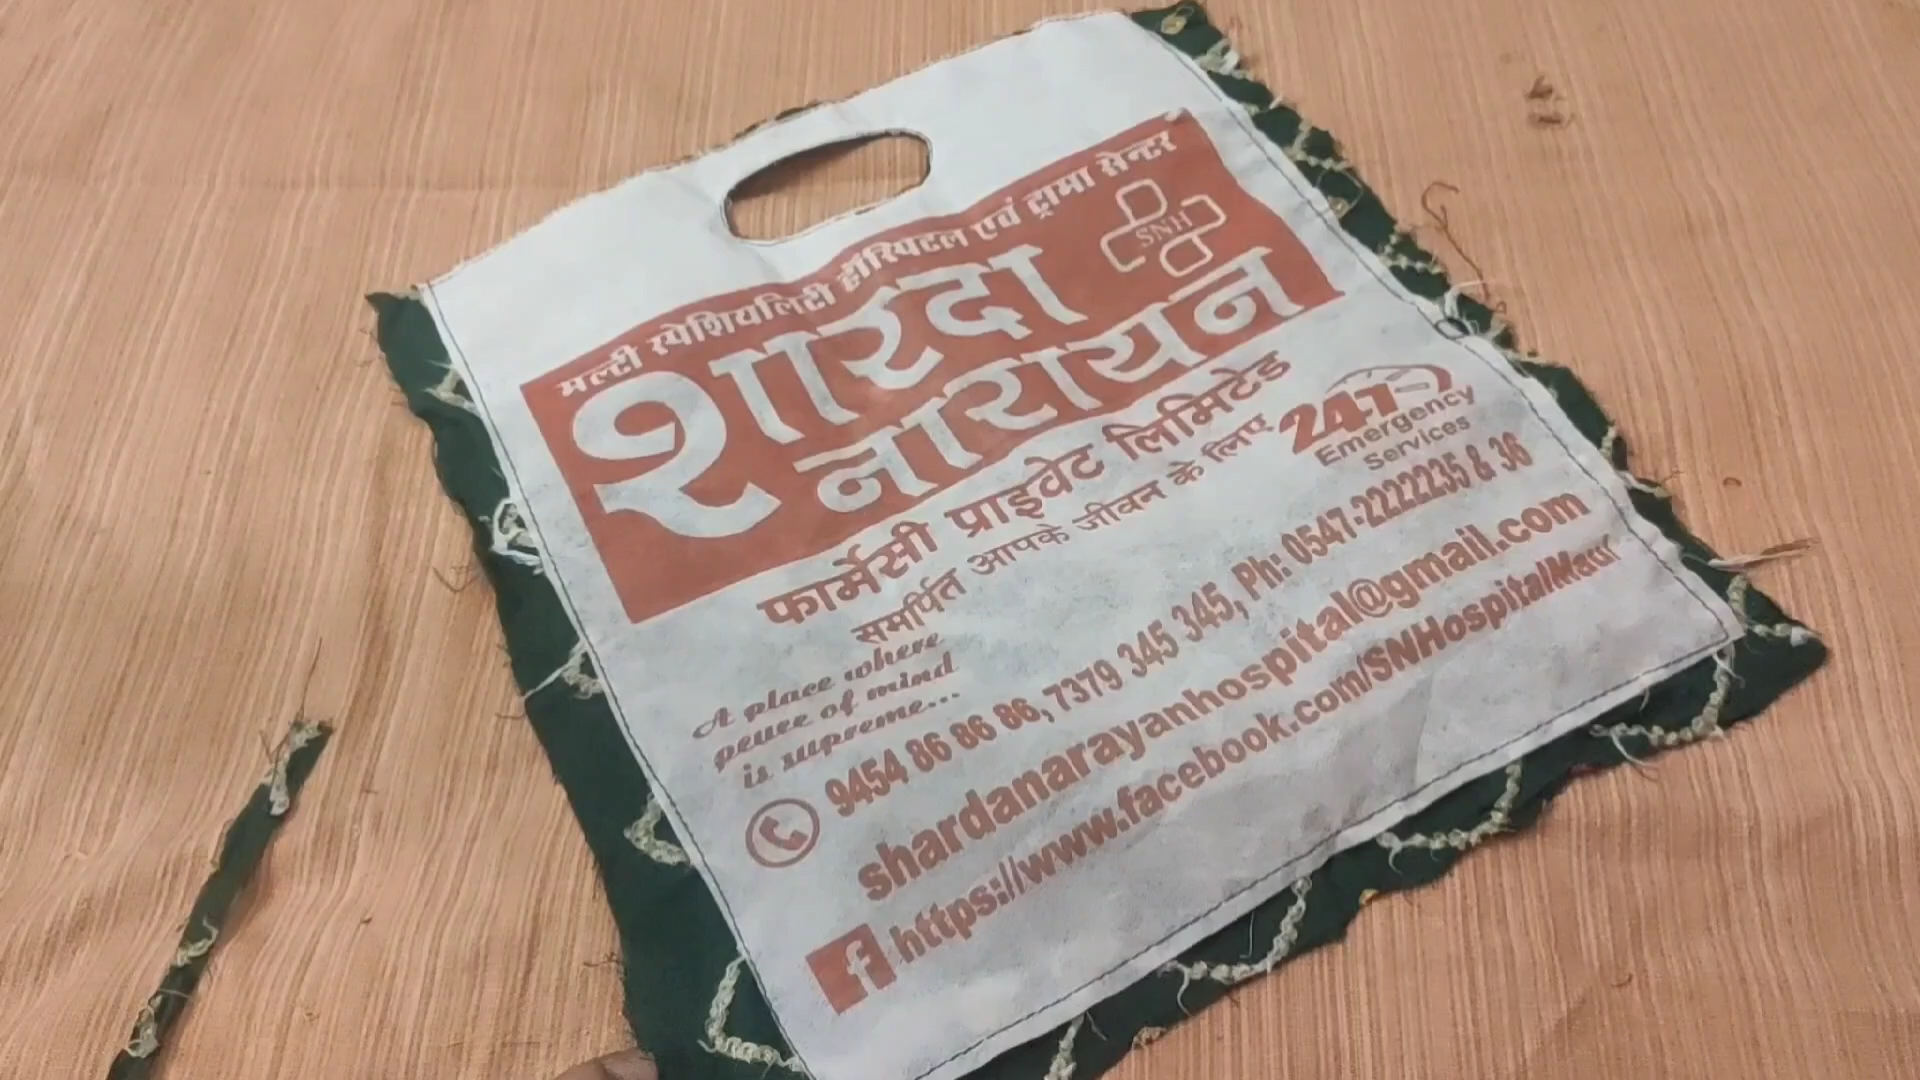 मल्टी स्पेशियलिटी हॉस्पिटल एवं ट्रामा सेन्टर
SNH
शारदा
नारायन
फार्मेसी प्राइवेट लिमिटेड
समर्पित आपके जीवन के लिए
247
Emergency
Services
A place where
peace of mind
is supreme...
9454 86 86 86, 7379 345 345, Ph: 0547-2222235 & 36
shardanarayanhospital@gmail.com
f https://www.facebook.com/SNHospitalMau/